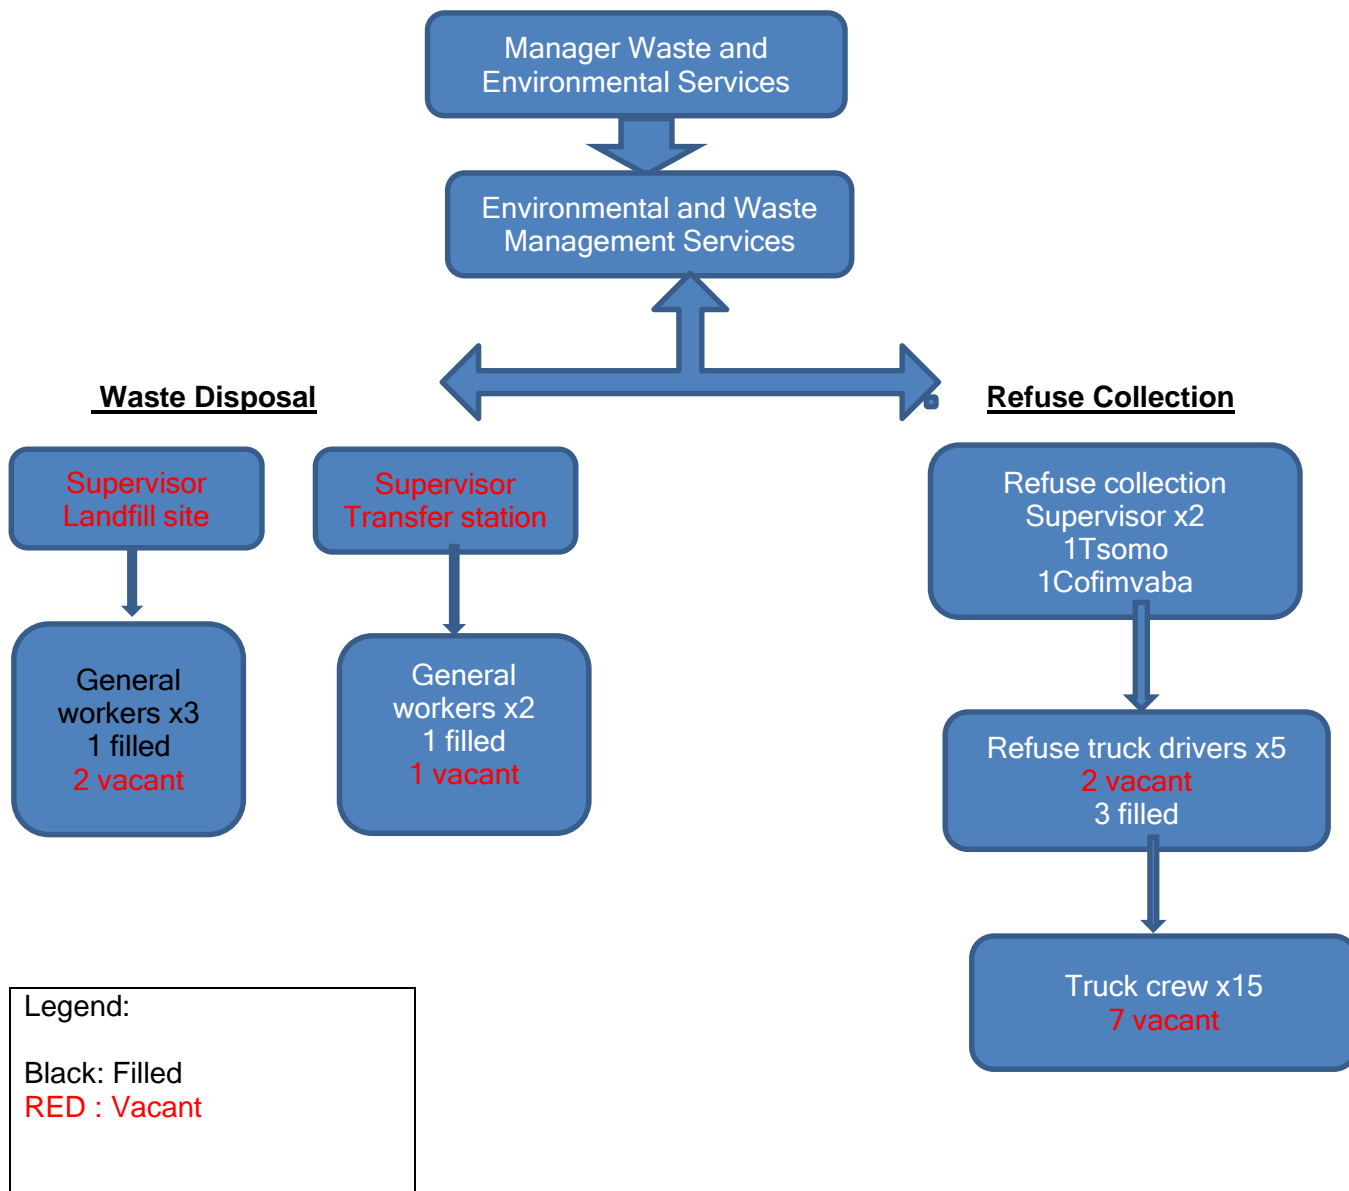 Manager Waste and
Environmental Services
Environmental and Waste
Management Services
Waste Disposal
Refuse Collection
Supervisor
Landfill site
Supervisor
Transfer station
Refuse collection
Supervisor x2
1Tsomo
1Cofimvaba
General
workers x3
1 filled
2 vacant
General
workers x2
1 filled
1 vacant
Refuse truck drivers x5
2 vacant
3 filled
Truck crew x15
7 vacant
Legend:
Black: Filled
RED : Vacant